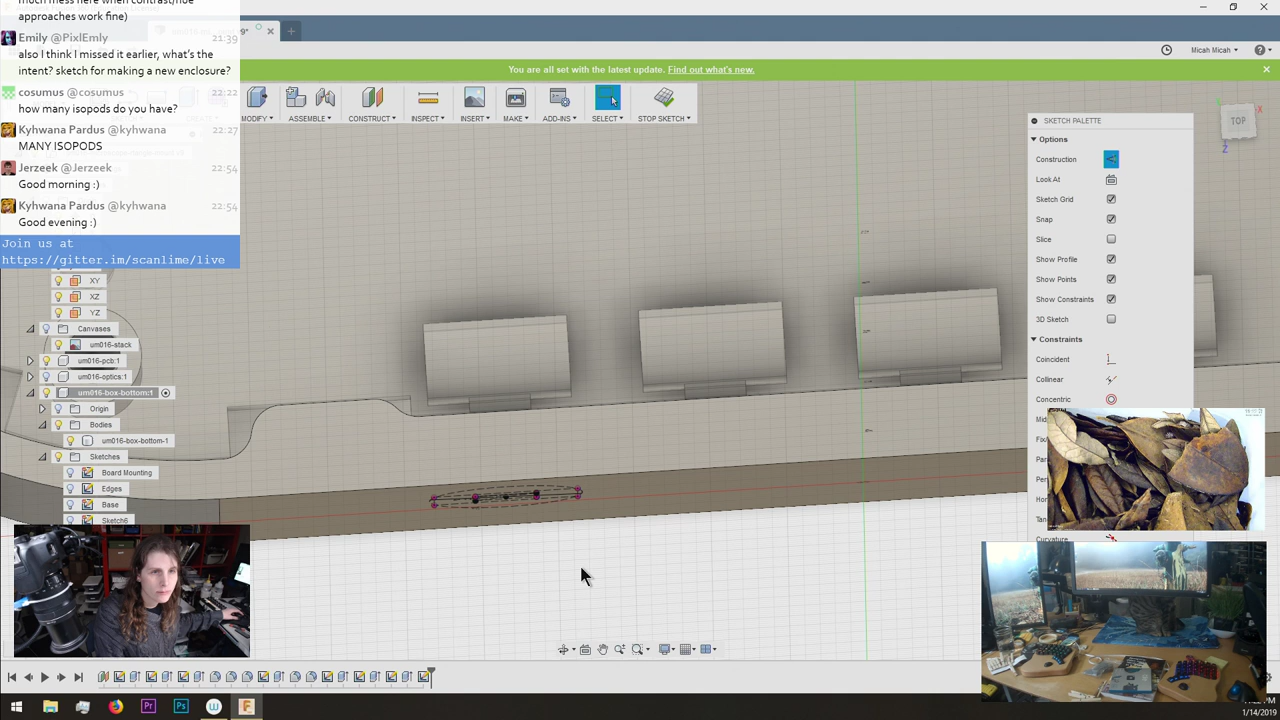 approaches work fine)
Emily @PixlEmly 21:39
also I think I missed it earlier, what's the
intent? sketch for making a new enclosure?
cosumus @cosumus 22:22
how many isopods do you have?
Kyhwana Pardus @kyhwana 22:27
MANY ISOPODS
Jerzeek @Jerzeek 22:54
Good morning :)
Kyhwana Pardus @kyhwana 22:54
Good evening :)
Join us at
https://gitter.im/scanlime/live
Micah Micah
You are all set with the latest update. Find out what's new.
MODIFY ASSEMBLE CONSTRUCT INSPECT INSERT MAKE ADD-INS SELECT STOP SKETCH
TOP
X
Z
SKETCH PALETTE
Options
Construction
Look At
Sketch Grid
Snap
Slice
Show Profile
Show Points
Show Constraints
3D Sketch
Constraints
Coincident
Collinear
Concentric
Curvature
XY
XZ
YZ
Canvases
um016-stack
um016-pcb:1
um016-optics:1
um016-box-bottom:1
Origin
Bodies
um016-box-bottom-1
Sketches
Board Mounting
Edges
Base
Sketch6
1/14/2019